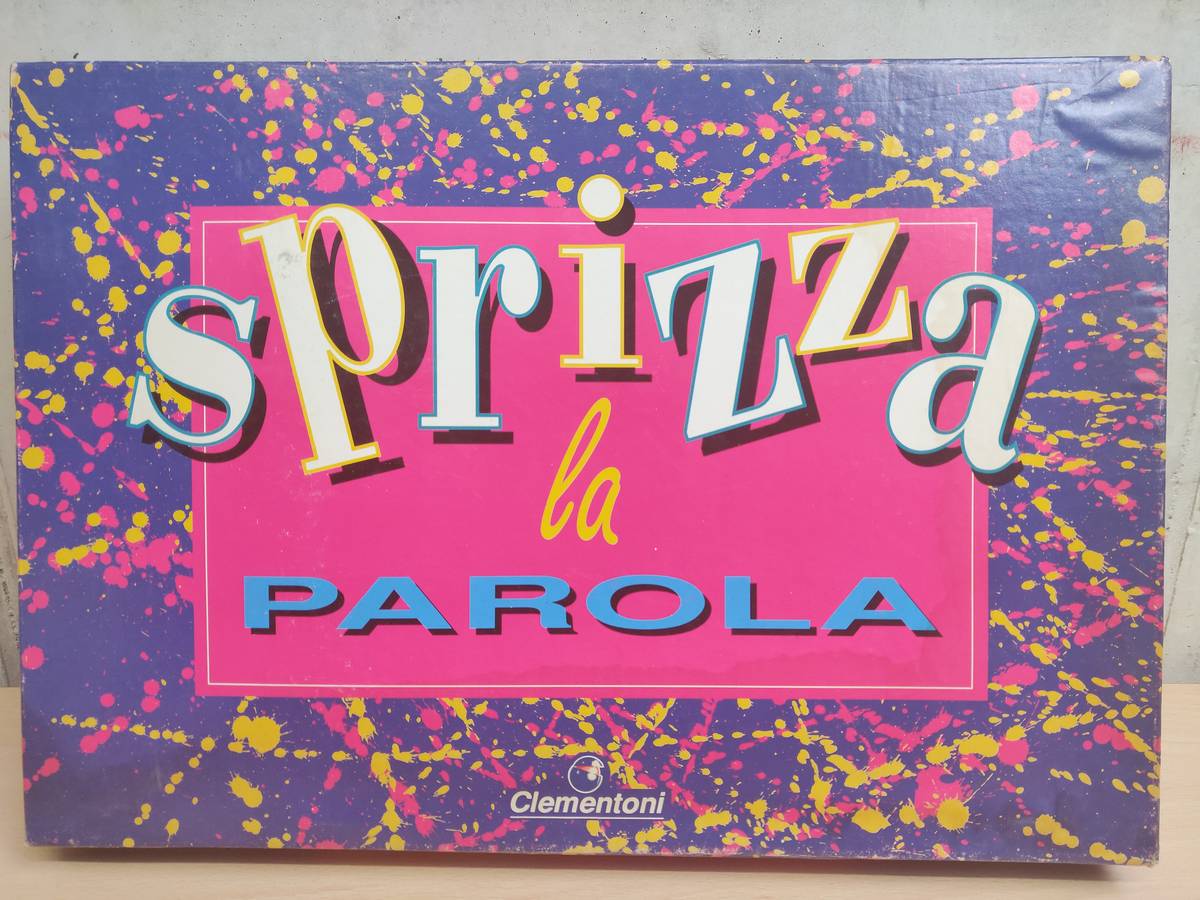 sprizza
la
PAROLA
Clementoni